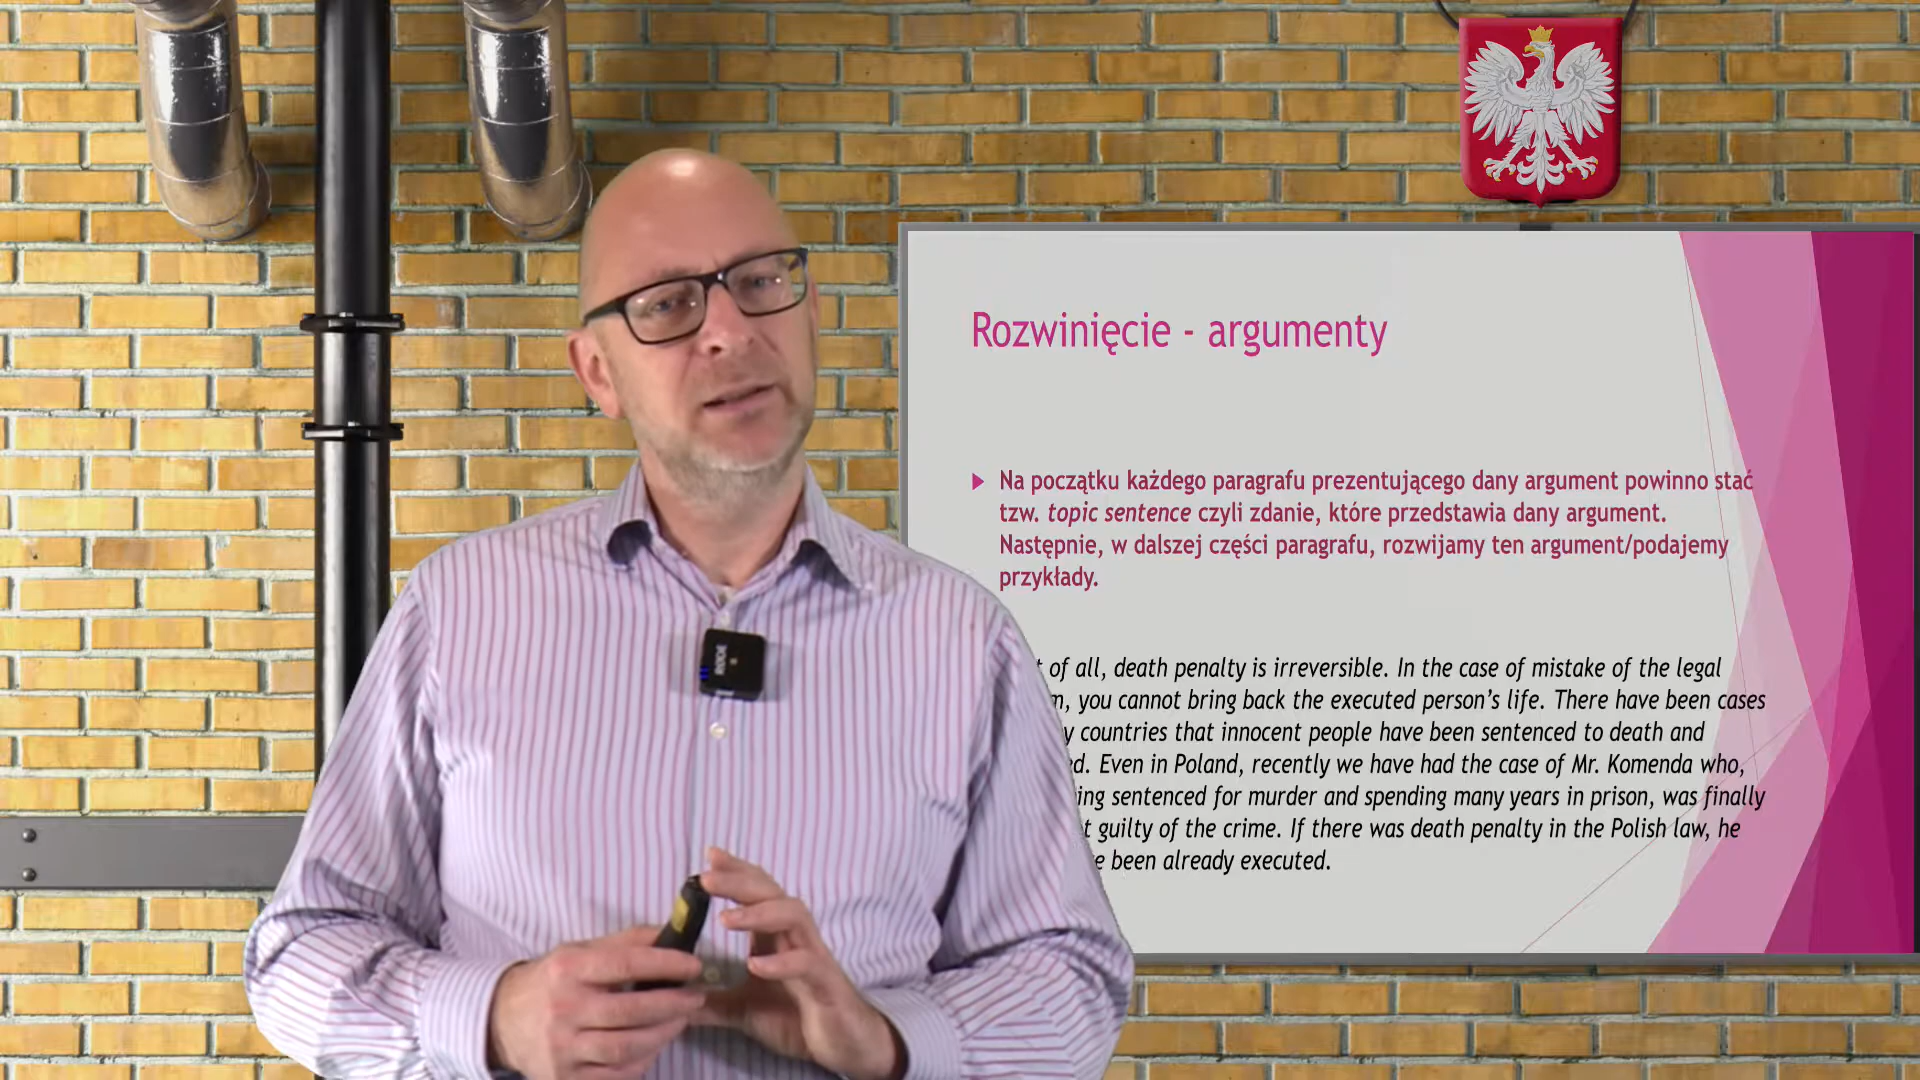 Rozwinięcie - argumenty
Na początku każdego paragrafu prezentującego dany argument powinno stać
tzw. topic sentence czyli zdanie, które przedstawia dany argument.
Następnie, w dalszej części paragrafu, rozwijamy ten argument/podajemy
przykłady.
of all, death penalty is irreversible. In the case of mistake of the legal
you cannot bring back the executed person's life. There have been cases
countries that innocent people have been sentenced to death and
Even in Poland, recently we have had the case of Mr. Komenda who,
sentenced for murder and spending many years in prison, was finally
guilty of the crime. If there was death penalty in the Polish law, he
been already executed.
RØDE